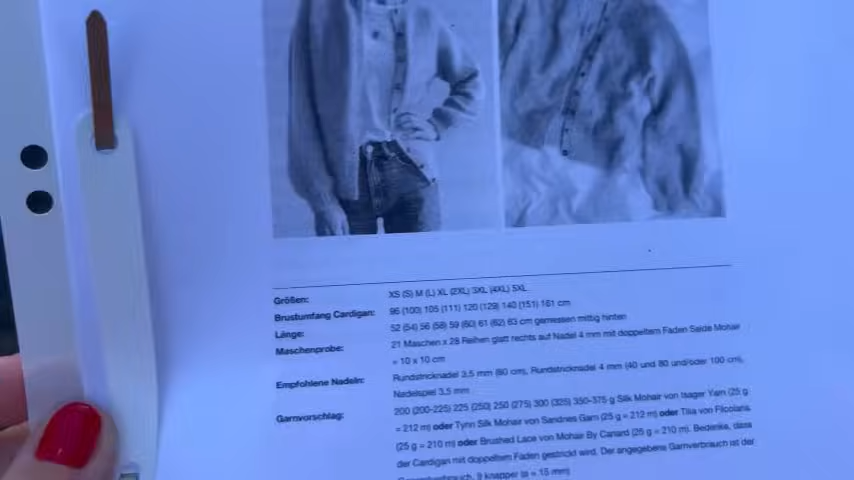 Größen: XS (S) M (L) XL (2XL) 3XL (4XL) 5XL
Brustumfang Cardigan: 96 (100) 105 (111) 120 (129) 140 (151) 161 cm
Länge: 52 (54) 56 (58) 59 (60) 61 (62) 63 cm gemessen mittig hinten
Maschenprobe: 21 Maschen x 28 Reihen glatt rechts auf Nadel 4 mm mit doppeltem Faden Seide Mohair
= 10 x 10 cm
Empfohlene Nadeln: Rundstricknadel 3,5 mm (80 cm), Rundstricknadel 4 mm (40 und 80 und/oder 100 cm),
Nadelspiel 3,5 mm
Garnvorschlag: 200 (200-225) 225 (250) 250 (275) 300 (325) 350-375 g Silk Mohair von Isager Yarn (25 g
= 212 m) oder Tynn Silk Mohair von Sandnes Garn (25 g = 212 m) oder Tilia von Filcolana
(25 g = 210 m) oder Brushed Lace von Mohair By Canard (25 g = 210 m). Bedenke, dass
der Cardigan mit doppeltem Faden gestrickt wird. Der angegebene Garnverbrauch ist der
9 knapper (ø = 15 mm)